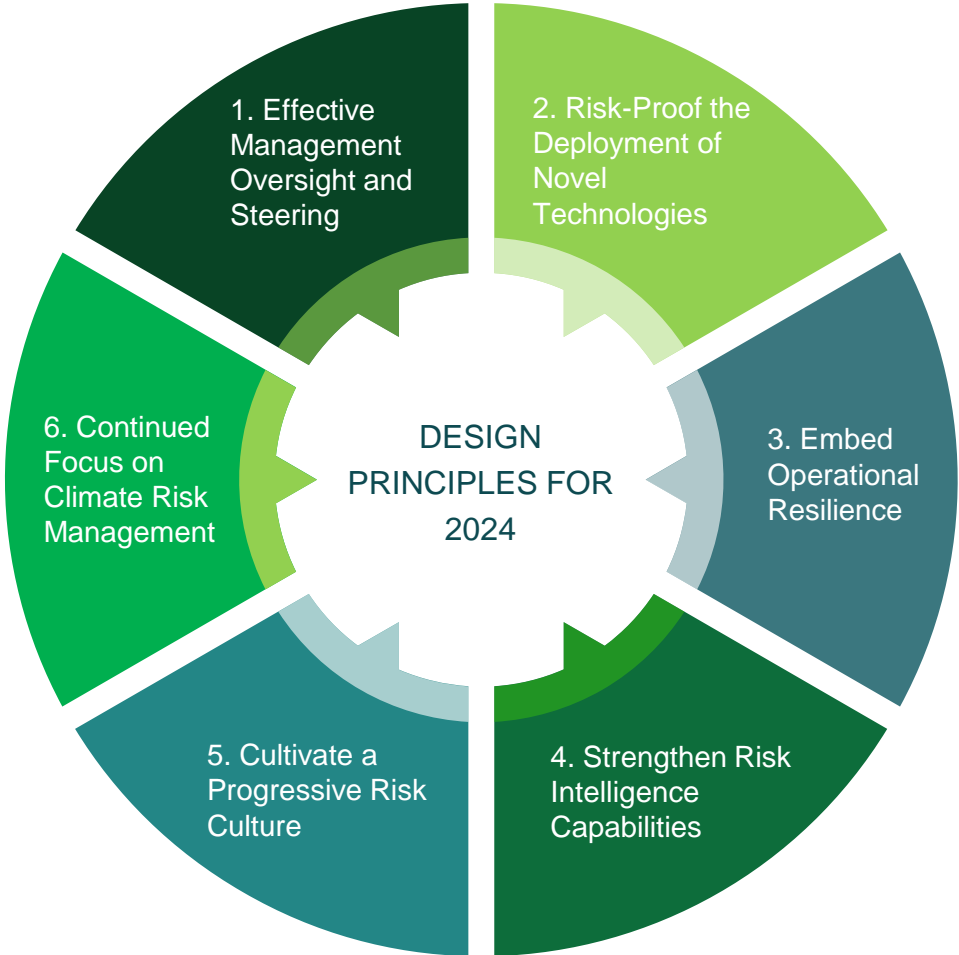 1. Effective
Management
Oversight and
Steering
2. Risk-Proof the
Deployment of
Novel
Technologies
3. Embed
Operational
Resilience
4. Strengthen Risk
Intelligence
Capabilities
5. Cultivate a
Progressive Risk
Culture
6. Continued
Focus on
Climate Risk
Management
DESIGN
PRINCIPLES FOR
2024